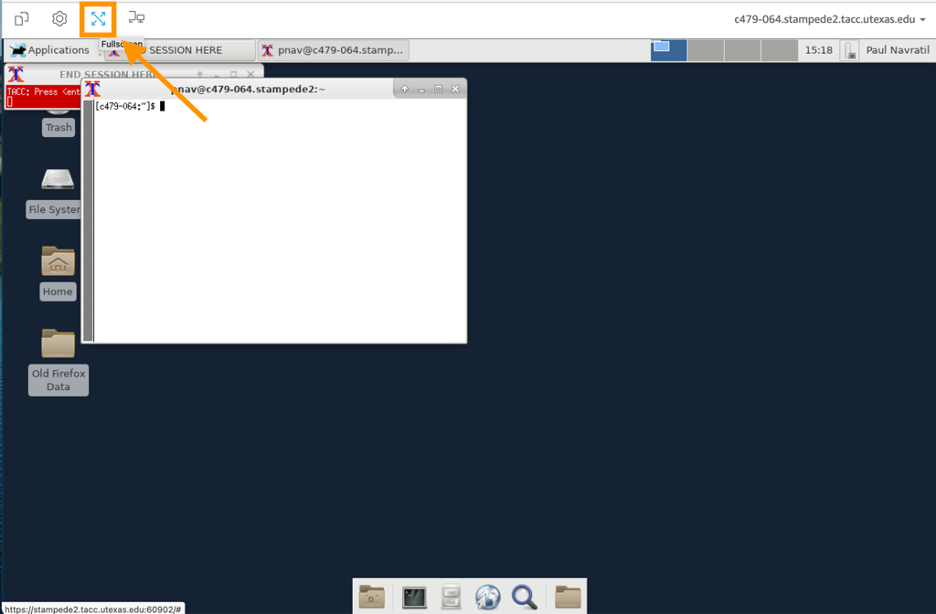 c479-064.stampede2.tacc.utexas.edu
Fullscreen
Applications
END SESSION HERE
pnav@c479-064.stamp...
15:18
Paul Navratil
END SESSION HERE
TACC: Press <ent
pnav@c479-064.stampede2:~
[c479-064:~]$
Trash
File System
Home
Old Firefox
Data
https://stampede2.tacc.utexas.edu:60902/#